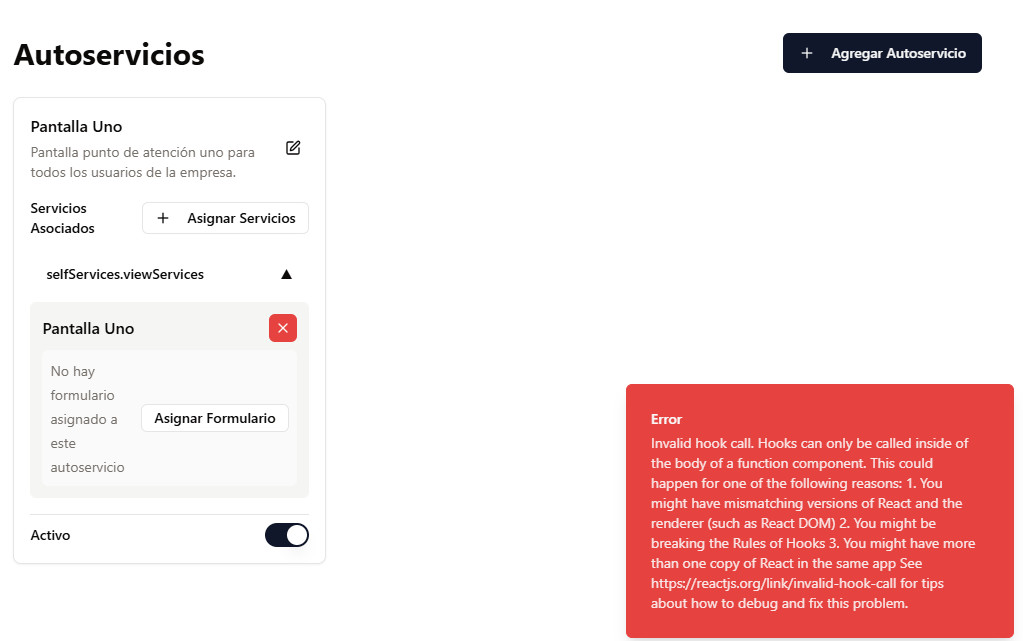 Autoservicios
Agregar Autoservicio
Pantalla Uno
Pantalla punto de atención uno para
todos los usuarios de la empresa.
Servicios
Asociados
Asignar Servicios
selfServices.viewServices
Pantalla Uno
No hay
formulario
asignado a
este
autoservicio
Asignar Formulario
Activo
Error
Invalid hook call. Hooks can only be called inside of
the body of a function component. This could
happen for one of the following reasons: 1. You
might have mismatching versions of React and the
renderer (such as React DOM) 2. You might be
breaking the Rules of Hooks 3. You might have more
than one copy of React in the same app See
https://reactjs.org/link/invalid-hook-call for tips
about how to debug and fix this problem.